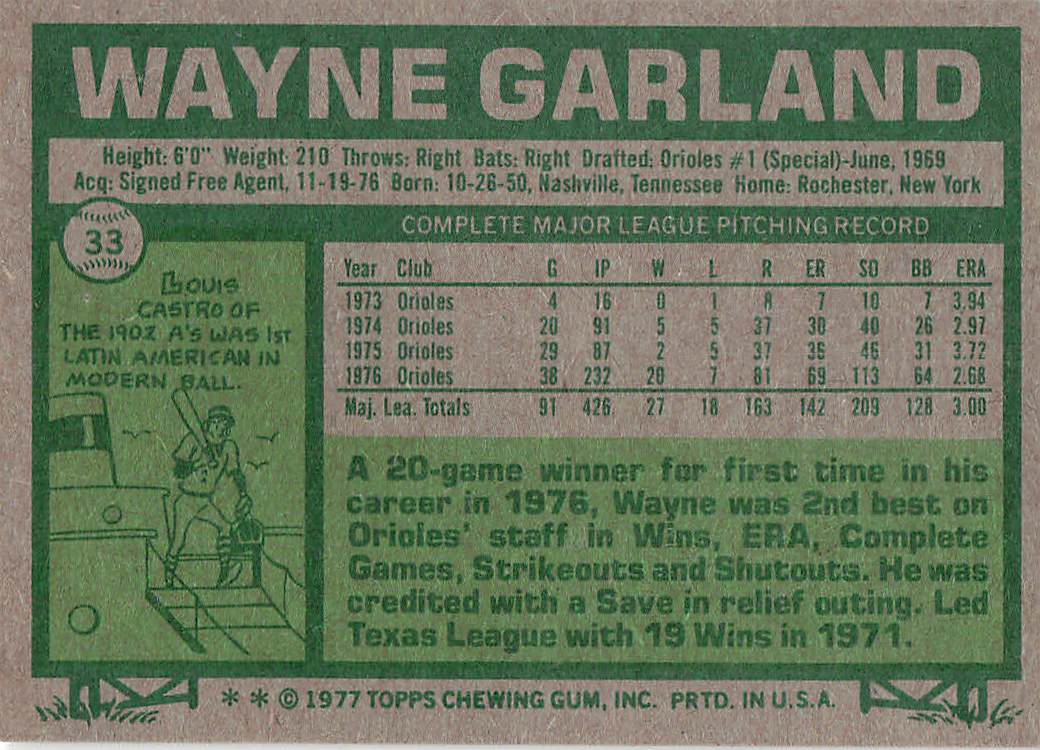 WAYNE GARLAND
Height: 6'0" Weight: 210 Throws: Right Bats: Right Drafted: Orioles #1 (Special)-June, 1969
Acq: Signed Free Agent, 11-19-76 Born: 10-26-50, Nashville, Tennessee Home: Rochester, New York
33
LOUIS
CASTRO OF
THE 1902 A'S WAS 1ST
LATIN AMERICAN IN
MODERN BALL.
COMPLETE MAJOR LEAGUE PITCHING RECORD
Year Club G IP W L R ER SO BB ERA
1973 Orioles 4 16 0 1 8 7 10 7 3.94
1974 Orioles 20 91 5 5 37 30 40 26 2.97
1975 Orioles 29 87 2 5 37 36 46 31 3.72
1976 Orioles 38 232 20 7 81 69 113 64 2.68
Maj. Lea. Totals 91 426 27 18 163 142 209 128 3.00
A 20-game winner for first time in his
career in 1976, Wayne was 2nd best on
Orioles' staff in Wins, ERA, Complete
Games, Strikeouts and Shutouts. He was
credited with a Save in relief outing. Led
Texas League with 19 Wins in 1971.
* * © 1977 TOPPS CHEWING GUM, INC. PRTD. IN U.S.A.